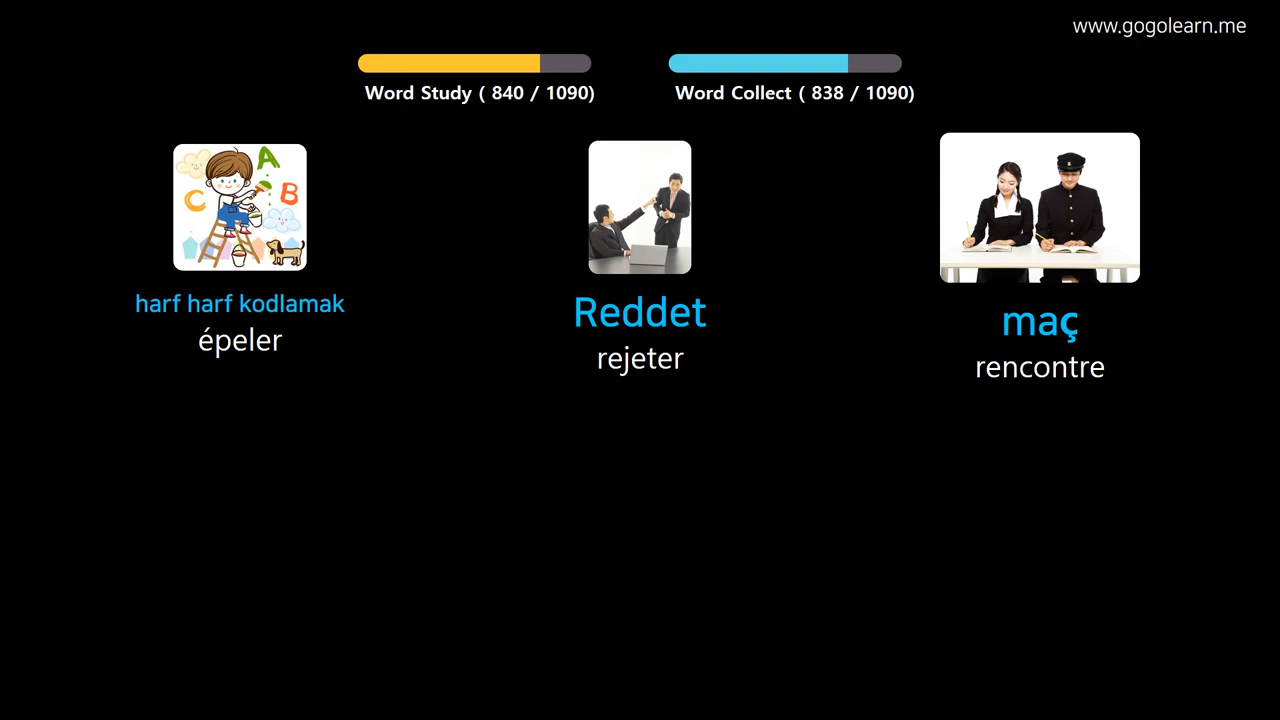 www.gogolearn.me
Word Study ( 840 / 1090)
Word Collect ( 838 / 1090)
A
B
C
harf harf kodlamak
épeler
Reddet
rejeter
maç
rencontre